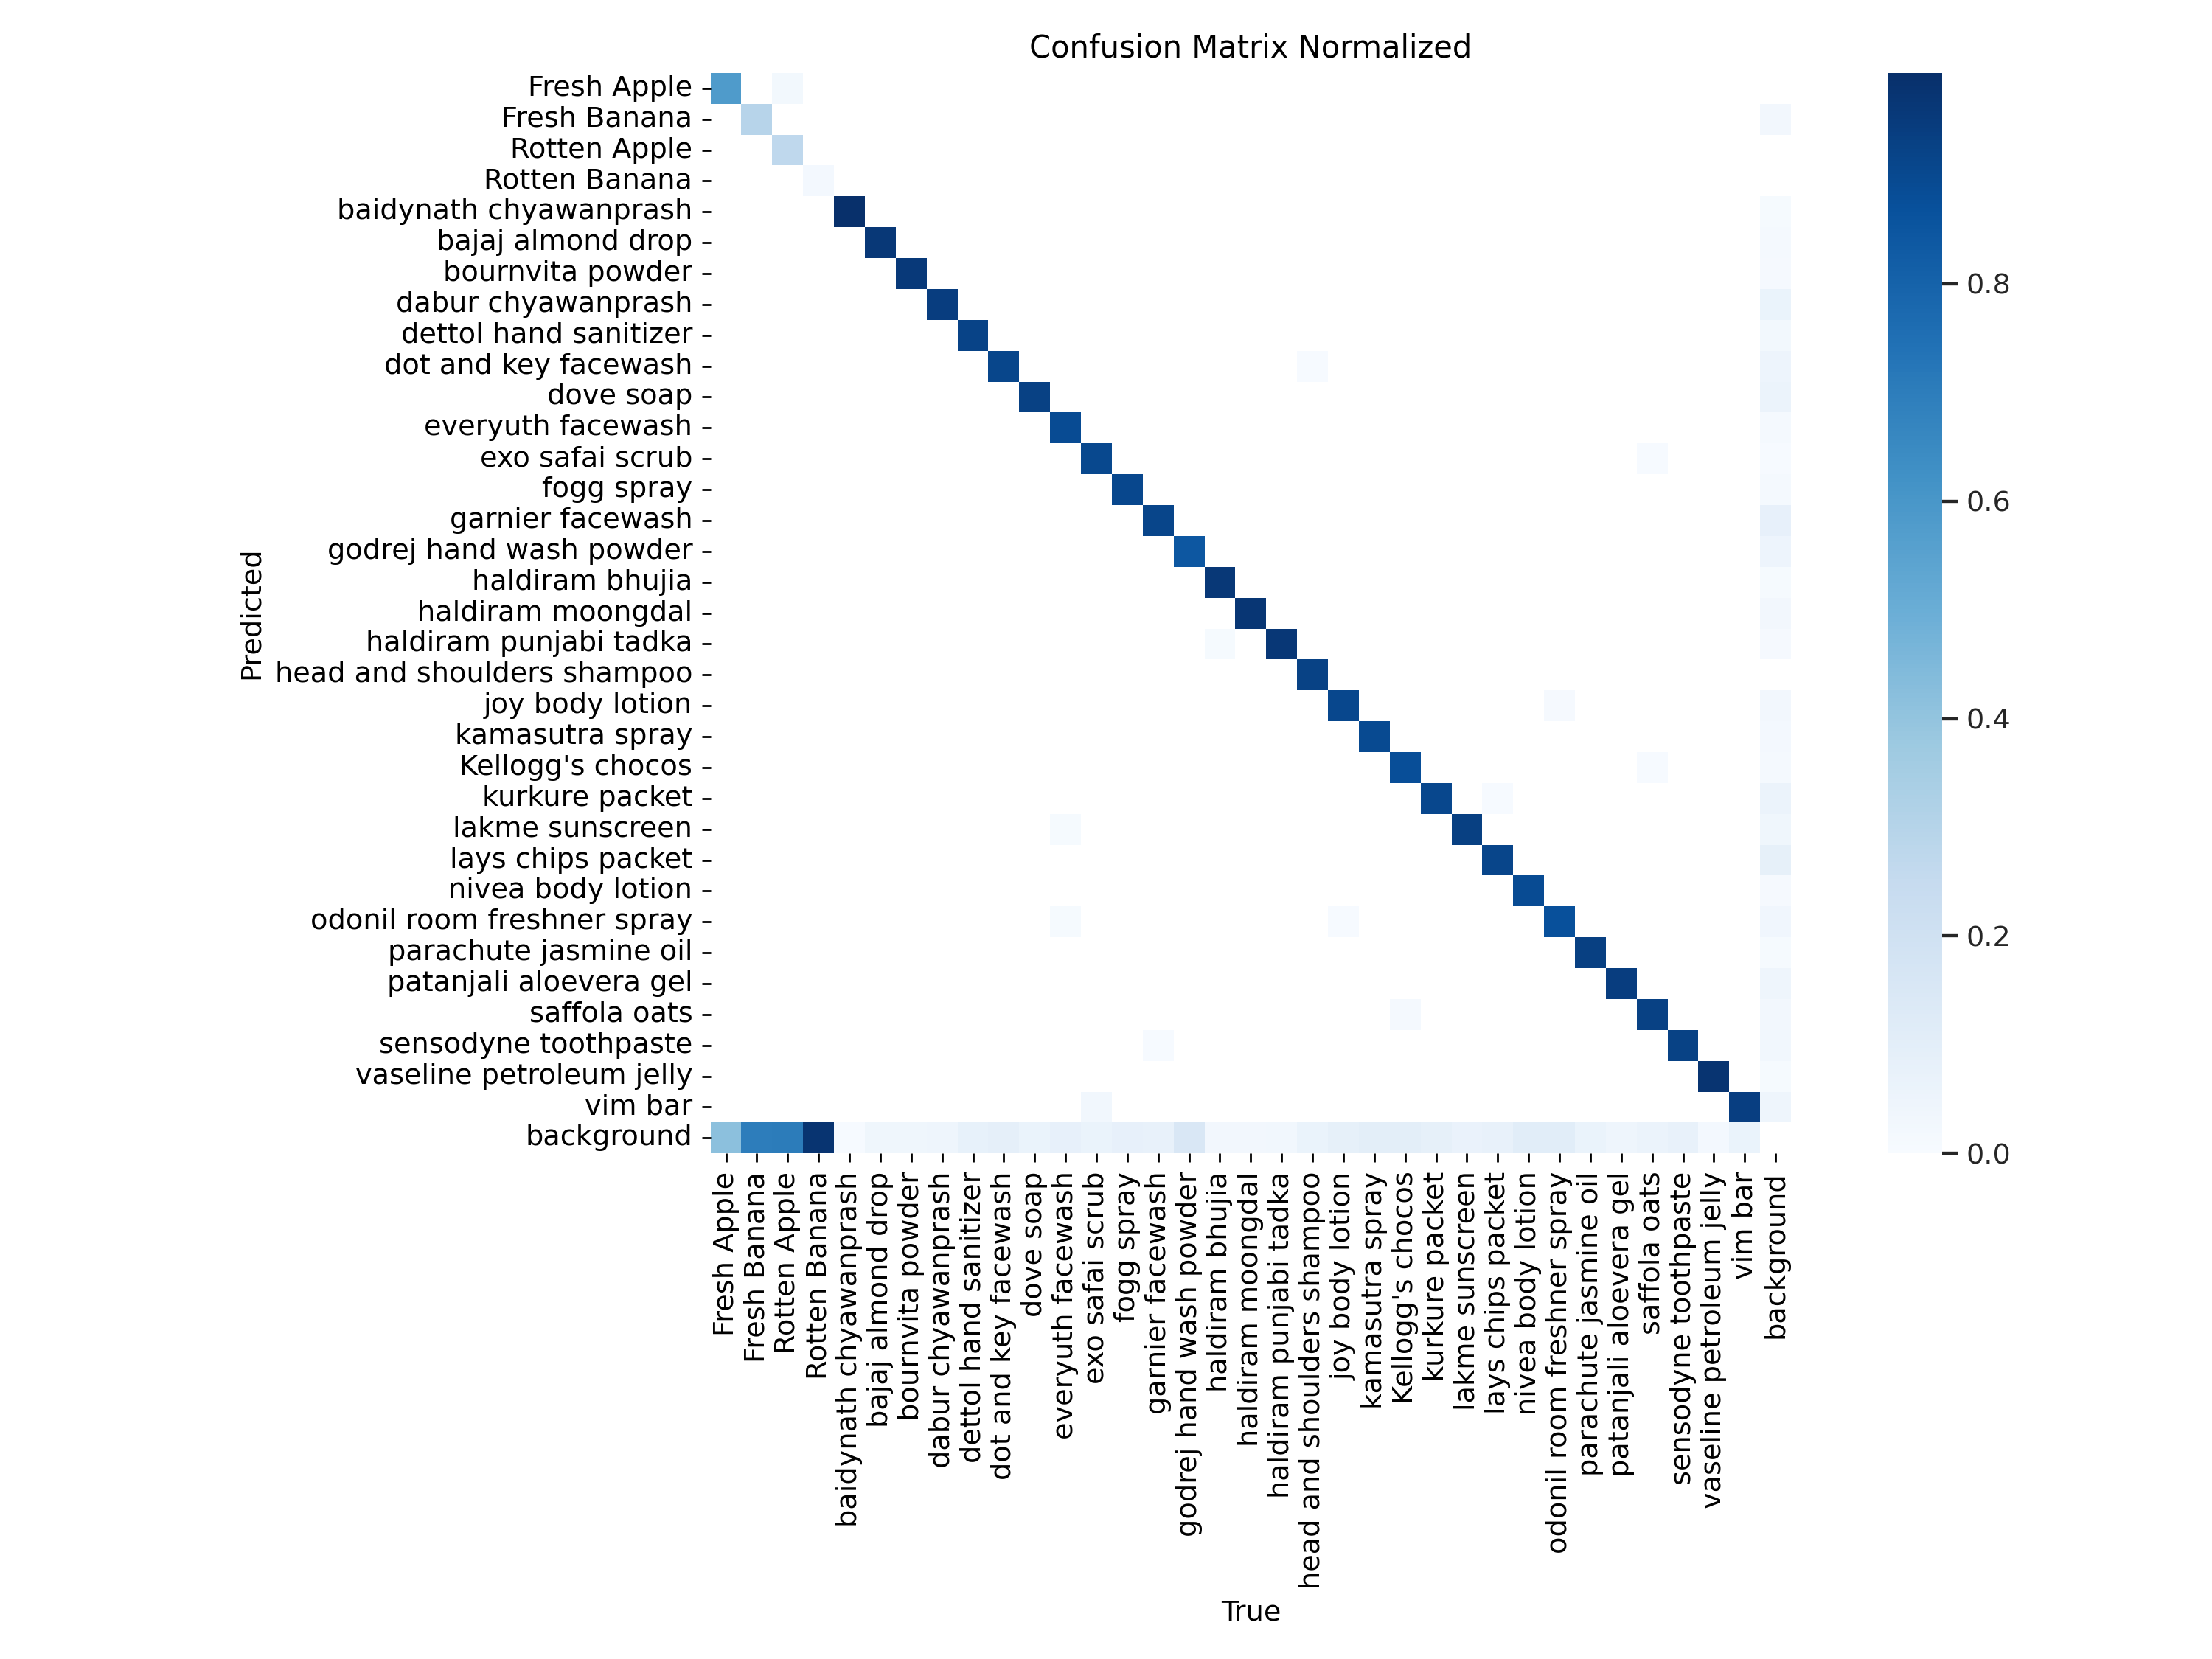 Confusion Matrix Normalized
Fresh Apple
Fresh Banana
Rotten Apple
Rotten Banana
baidynath chyawanprash
bajaj almond drop
bournvita powder
dabur chyawanprash
dettol hand sanitizer
dot and key facewash
dove soap
everyuth facewash
exo safai scrub
fogg spray
garnier facewash
godrej hand wash powder
haldiram bhujia
haldiram moongdal
haldiram punjabi tadka
head and shoulders shampoo
joy body lotion
kamasutra spray
Kellogg's chocos
kurkure packet
lakme sunscreen
lays chips packet
nivea body lotion
odonil room freshner spray
parachute jasmine oil
patanjali aloevera gel
saffola oats
sensodyne toothpaste
vaseline petroleum jelly
vim bar
background
Predicted
Fresh Apple
Fresh Banana
Rotten Apple
Rotten Banana
baidynath chyawanprash
bajaj almond drop
bournvita powder
dabur chyawanprash
dettol hand sanitizer
dot and key facewash
dove soap
everyuth facewash
exo safai scrub
fogg spray
garnier facewash
godrej hand wash powder
haldiram bhujia
haldiram moongdal
haldiram punjabi tadka
head and shoulders shampoo
joy body lotion
kamasutra spray
Kellogg's chocos
kurkure packet
lakme sunscreen
lays chips packet
nivea body lotion
odonil room freshner spray
parachute jasmine oil
patanjali aloevera gel
saffola oats
sensodyne toothpaste
vaseline petroleum jelly
vim bar
background
True
0.8
0.6
0.4
0.2
0.0